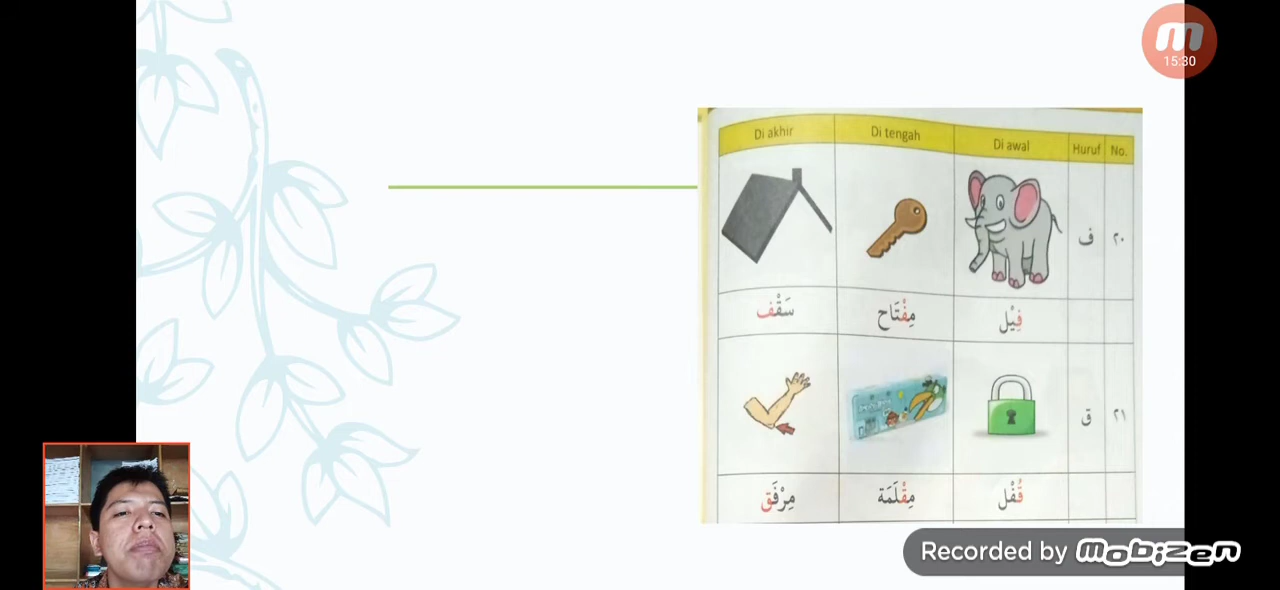 15:30
Di akhir Di tengah Di awal Huruf No.
ف ٢٠
سَقْف مِفْتَاح فِيْل
ق ٢١
مِرْفَق مِقْلَمَة قُفْل
Recorded by Mobizen